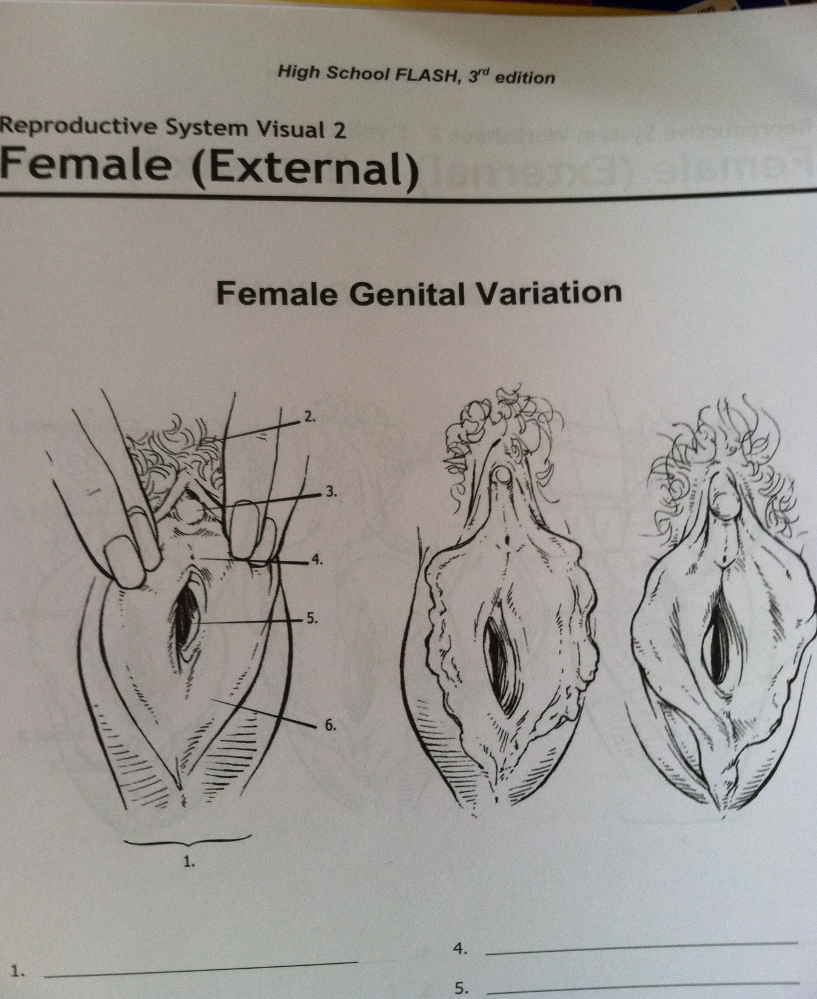 High School FLASH, 3rd edition
Reproductive System Visual 2
Female (External)
Female Genital Variation
2.
3.
4.
5.
6.
1.
1.
4.
5.